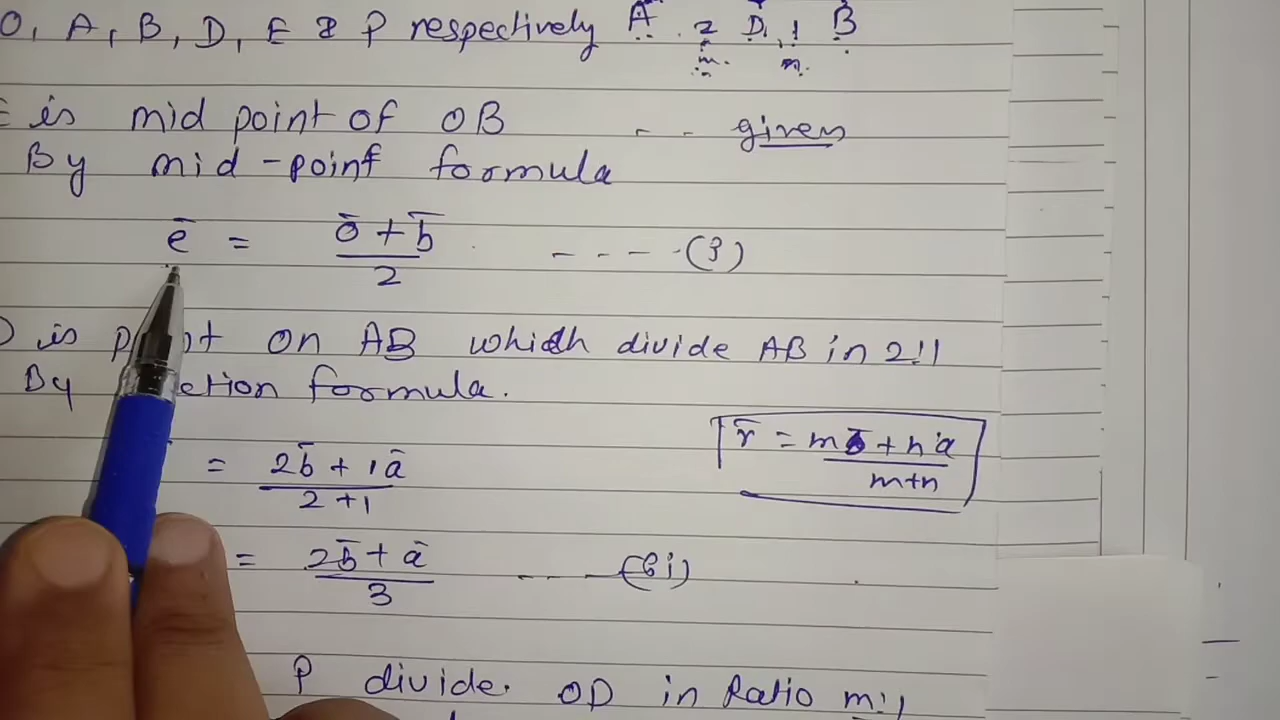 O, A, B, D, E & P respectively A 2 D, 1 B
m. n.
E is mid point of OB -- given
By mid-point formula
ē = ō + b̄ / 2 ---- (i)
D is point on AB which divide AB in 2:1
By section formula.
= 2b̄ + 1ā / 2+1
r̄ = mb̄ + nā / m+n
= 2b̄ + ā / 3 ---- (ii)
P divide. OD in Ratio m:1